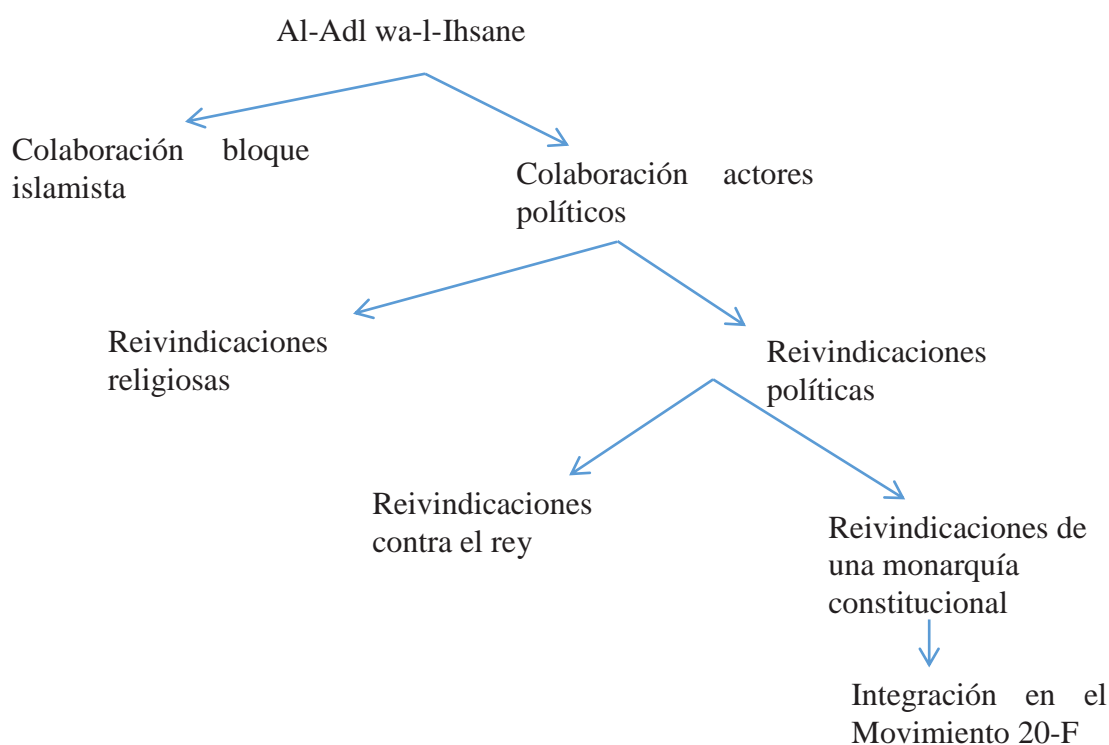 Al-Adl wa-l-Ihsane
Colaboración bloque
islamista
Colaboración actores
políticos
Reivindicaciones
religiosas
Reivindicaciones
políticas
Reivindicaciones
contra el rey
Reivindicaciones de
una monarquía
constitucional
Integración en el
Movimiento 20-F